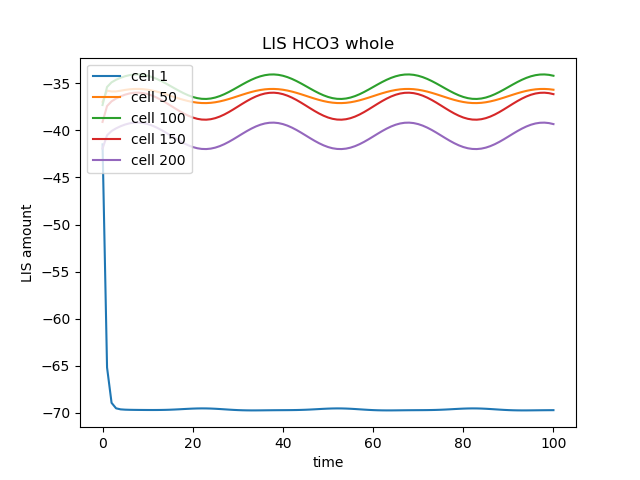 LIS HCO3 whole
cell 1
cell 50
cell 100
cell 150
cell 200
−35
−40
−45
−50
−55
−60
−65
−70
LIS amount
0 20 40 60 80 100
time